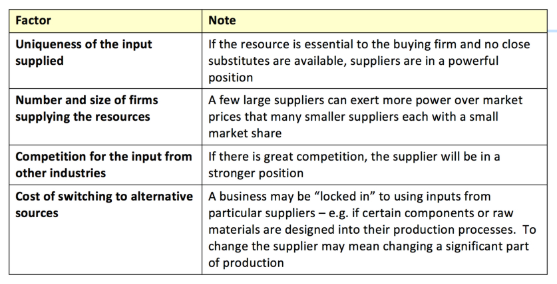 Factor
Note
Uniqueness of the input
supplied
If the resource is essential to the buying firm and no close
substitutes are available, suppliers are in a powerful
position
Number and size of firms
supplying the resources
A few large suppliers can exert more power over market
prices that many smaller suppliers each with a small
market share
Competition for the input from
other industries
If there is great competition, the supplier will be in a
stronger position
Cost of switching to alternative
sources
A business may be “locked in” to using inputs from
particular suppliers – e.g. if certain components or raw
materials are designed into their production processes.  To
change the supplier may mean changing a significant part
of production